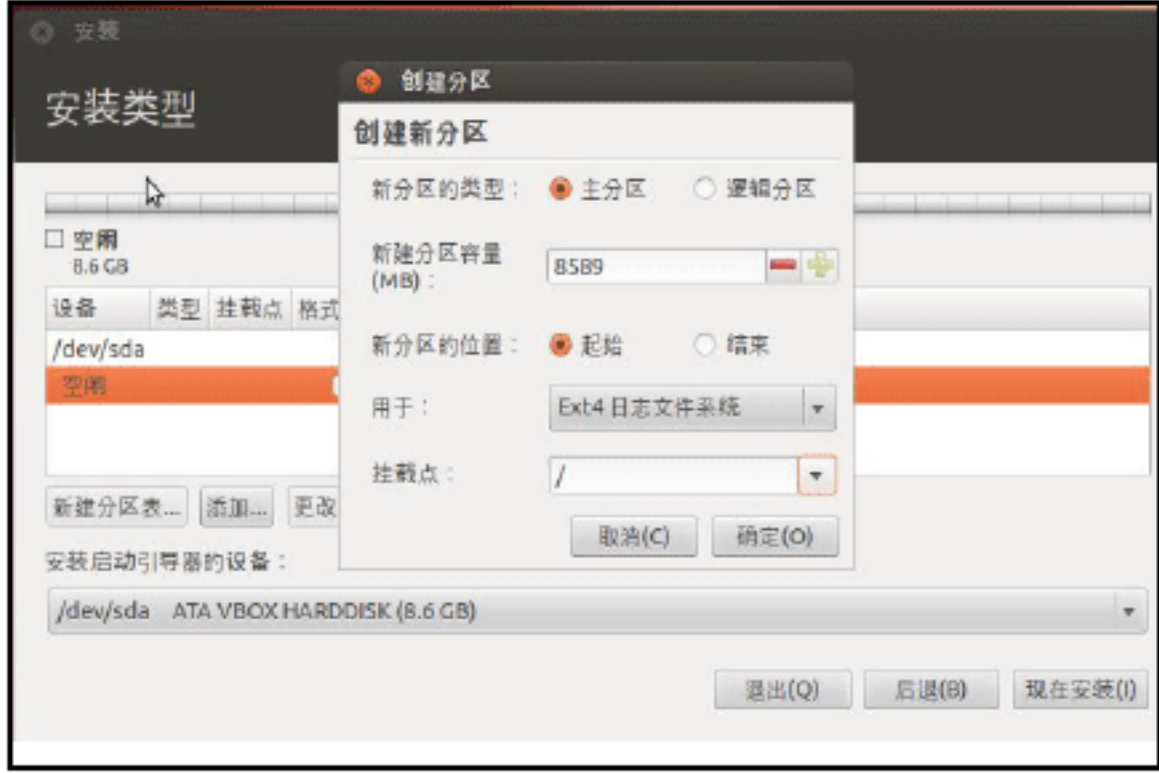 安装
安装类型
创建分区
创建新分区
新分区的类型： 主分区 逻辑分区
新建分区容量
(MB)： 8589
新分区的位置： 起始 结束
用于： Ext4 日志文件系统
挂载点： /
取消(C) 确定(O)
空闲
8.6 GB
设备 类型 挂载点 格式
/dev/sda
空闲
新建分区表... 添加... 更改
安装启动引导器的设备：
/dev/sda ATA VBOX HARDDISK (8.6 GB)
退出(Q) 后退(B) 现在安装(I)